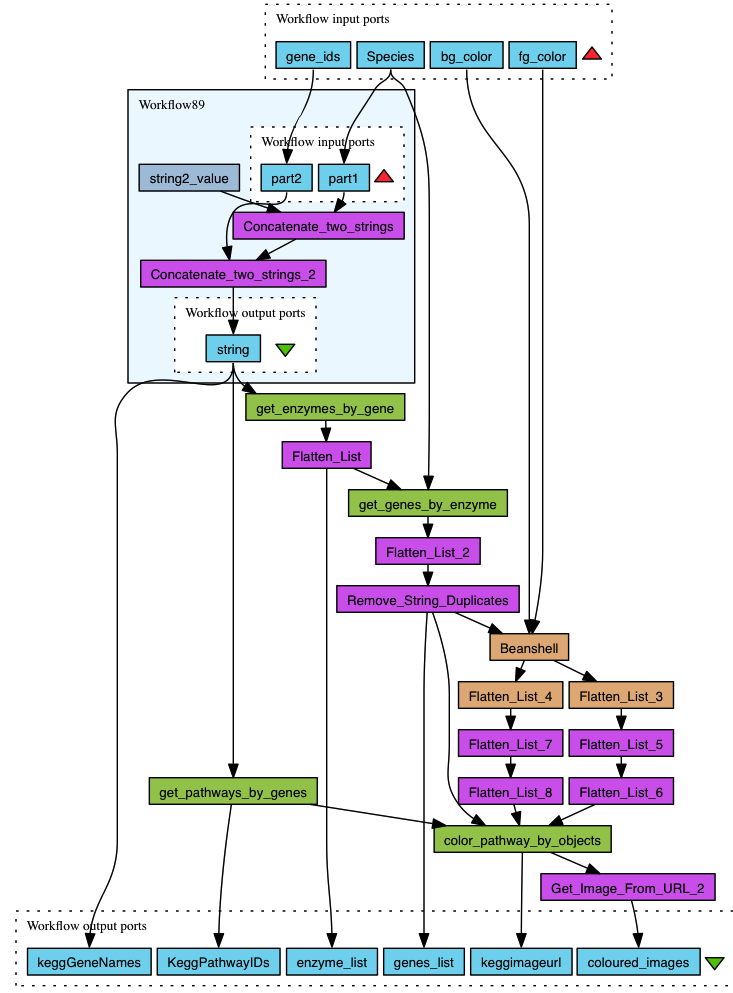 Workflow input ports
gene_ids Species bg_color fg_color
Workflow89
Workflow input ports
string2_value part2 part1
Concatenate_two_strings
Concatenate_two_strings_2
Workflow output ports
string
get_enzymes_by_gene
Flatten_List
get_genes_by_enzyme
Flatten_List_2
Remove_String_Duplicates
Beanshell
Flatten_List_4 Flatten_List_3
Flatten_List_7 Flatten_List_5
get_pathways_by_genes Flatten_List_8 Flatten_List_6
color_pathway_by_objects
Get_Image_From_URL_2
Workflow output ports
keggGeneNames KeggPathwayIDs enzyme_list genes_list keggimageurl coloured_images